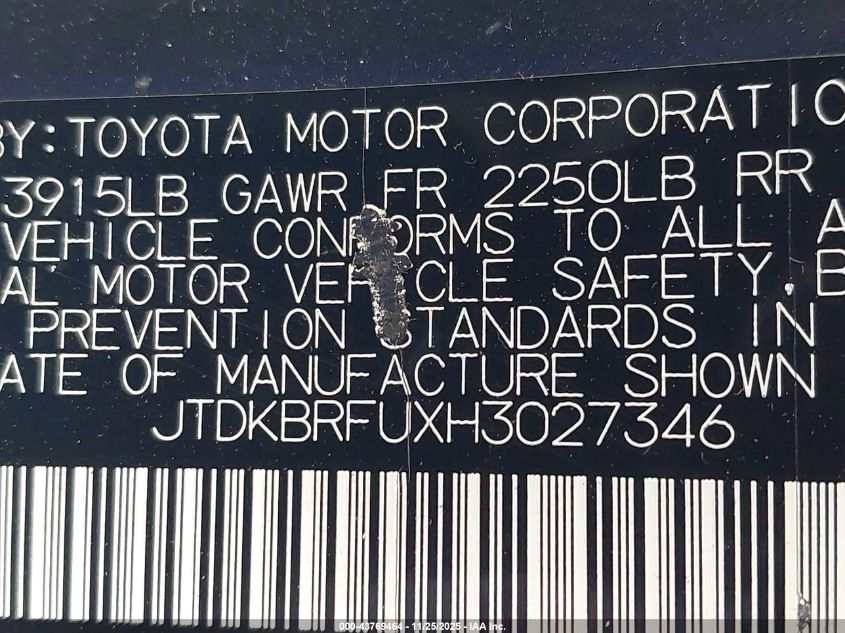 BY:TOYOTA MOTOR CORPORATIO
3915LB GAWR FR 2250LB RR
VEHICLE CONFORMS TO ALL A
AL MOTOR VEHICLE SAFETY,B
PREVENTION STANDARDS IN
ATE OF MANUFACTURE SHOWN
JTDKBRFUXH3027346
000-43769464 - 11/25/2025 - IAA Inc.